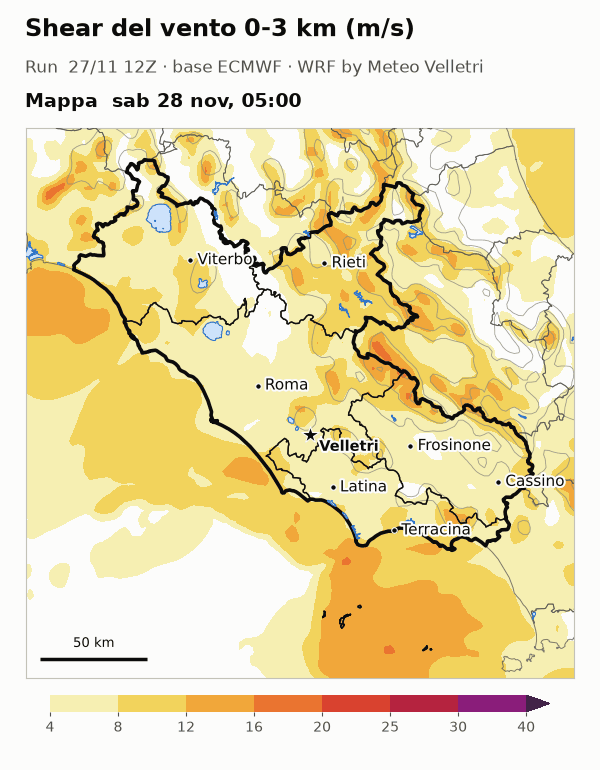 Shear del vento 0-3 km (m/s)
Run  27/11 12Z · base ECMWF · WRF by Meteo Velletri
Mappa  sab 28 nov, 05:00
Viterbo
Rieti
Roma
Velletri
Frosinone
Cassino
Latina
Terracina
50 km
4 8 12 16 20 25 30 40